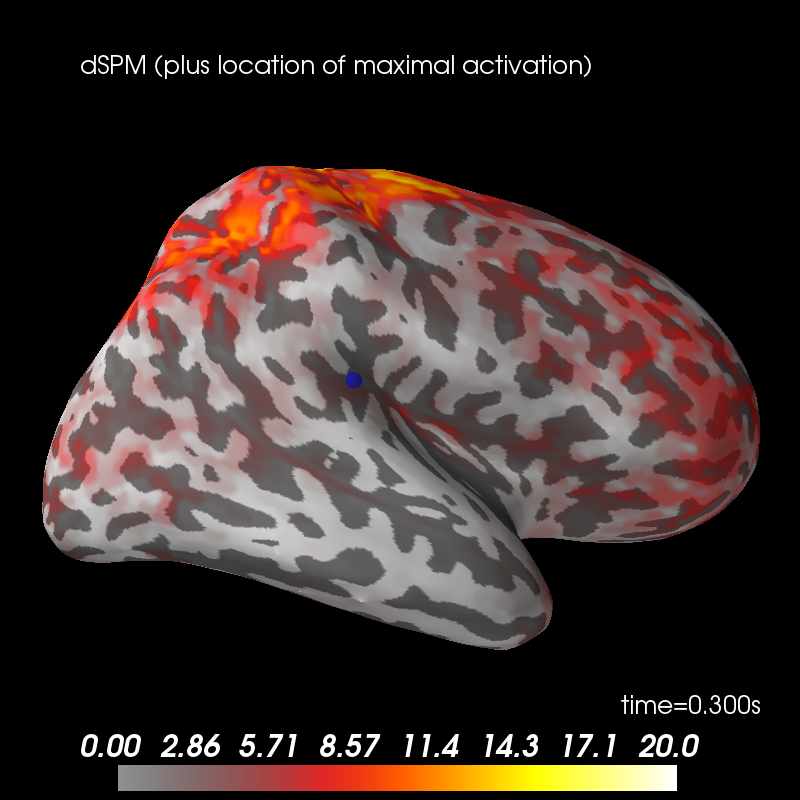 dSPM (plus location of maximal activation)
time=0.300s
0.00 2.86 5.71 8.57 11.4 14.3 17.1 20.0